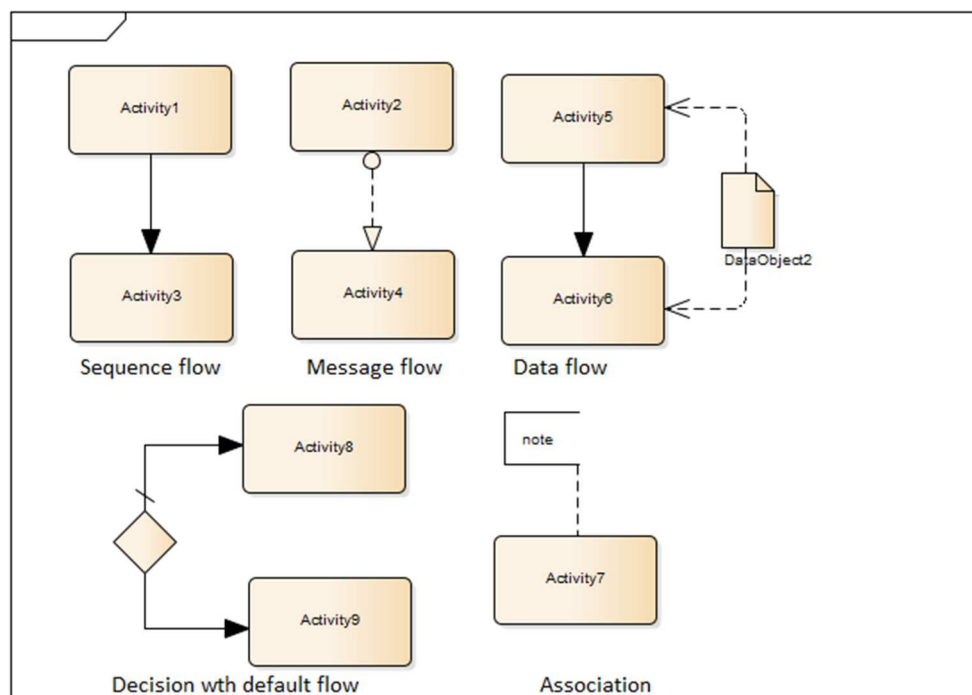 Activity1
Activity2
Activity5
Activity3
Activity4
Activity6
DataObject2
Sequence flow
Message flow
Data flow
Activity8
note
Activity9
Activity7
Decision wth default flow
Association